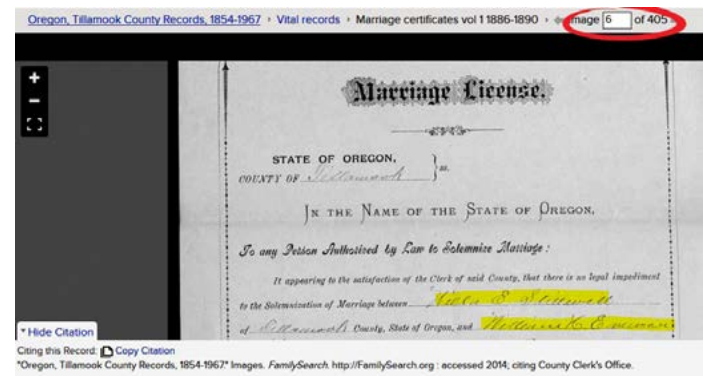 Oregon, Tillamook County Records, 1854-1967 › Vital records › Marriage certificates vol 1 1886-1890 › Image 6 of 405
Marriage License.
STATE OF OREGON,
COUNTY OF Tillamook } ss.
IN THE NAME OF THE STATE OF OREGON,
To any Person Authorized by Law to Solemnize Marriage :
It appearing to the satisfaction of the Clerk of said County, that there is no legal impediment
to the Solemnization of Marriage between E Stillwell
of Tillamook County, State of Oregon, and William K.
Hide Citation
Citing this Record: Copy Citation
"Oregon, Tillamook County Records, 1854-1967." Images. FamilySearch. http://FamilySearch.org : accessed 2014; citing County Clerk's Office.